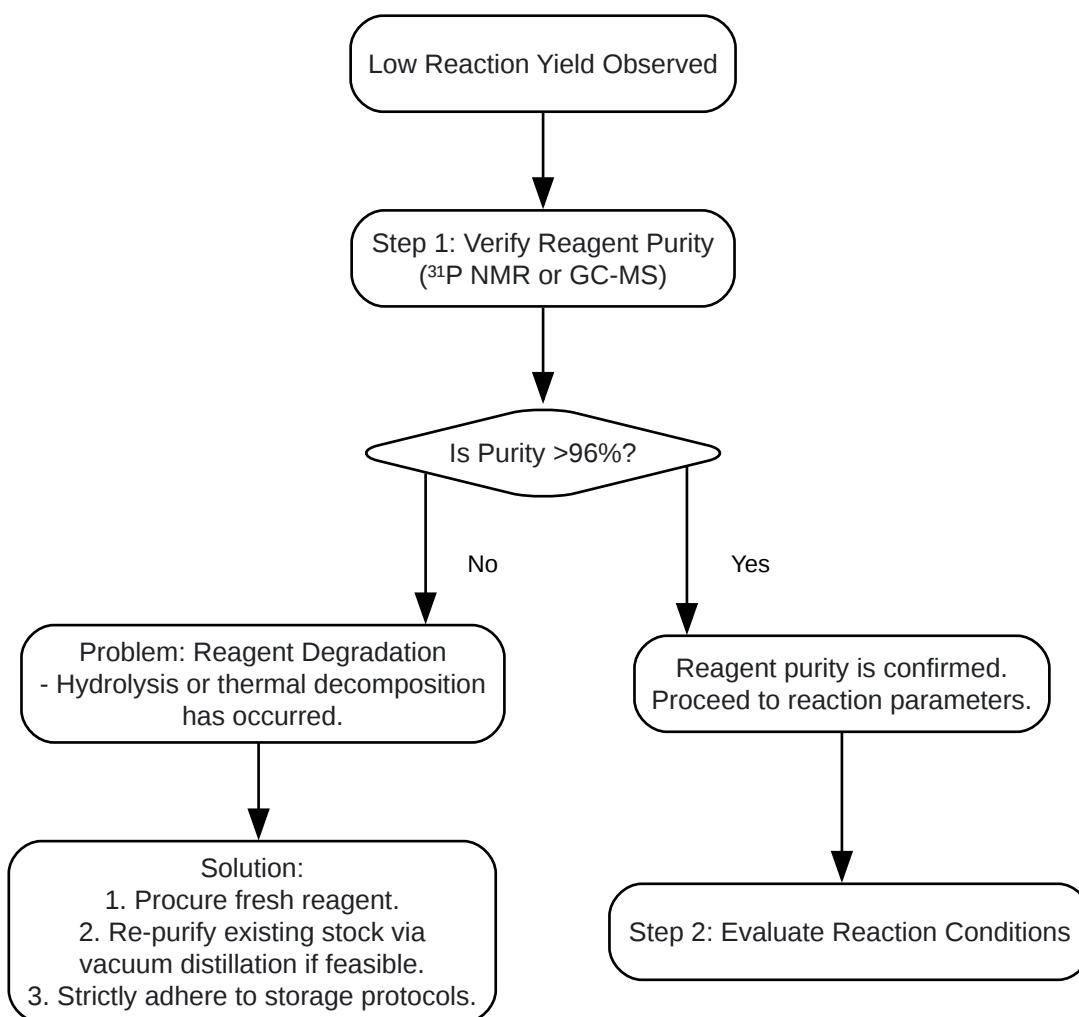 Low Reaction Yield Observed
Step 1: Verify Reagent Purity
(³¹P NMR or GC-MS)
Is Purity >96%?
No
Yes
Problem: Reagent Degradation
- Hydrolysis or thermal decomposition
has occurred.
Reagent purity is confirmed.
Proceed to reaction parameters.
Solution:
1. Procure fresh reagent.
2. Re-purify existing stock via
vacuum distillation if feasible.
3. Strictly adhere to storage protocols.
Step 2: Evaluate Reaction Conditions